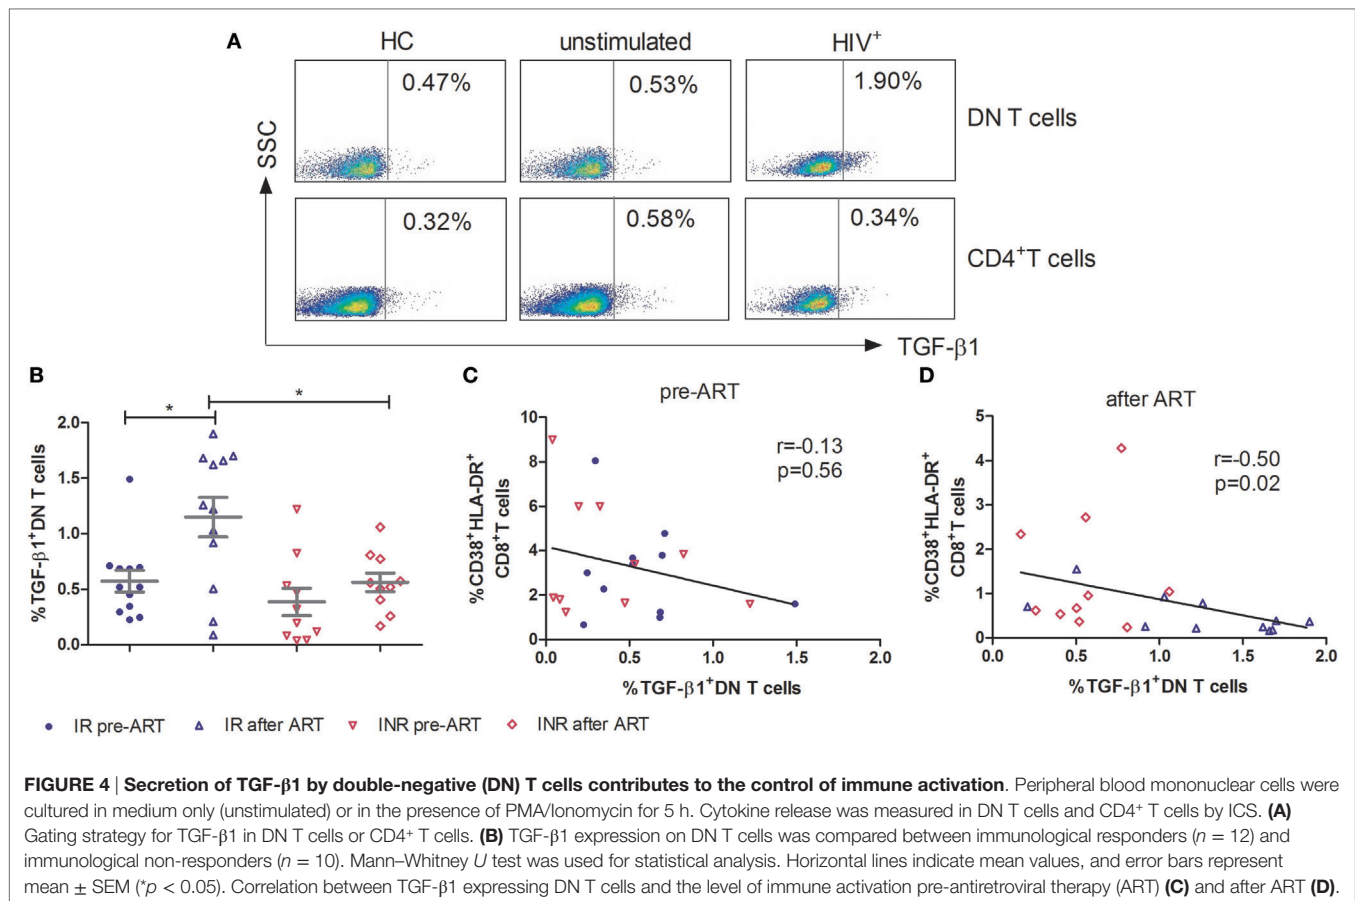 A
HC
unstimulated
HIV+
0.47%
0.53%
1.90%
DN T cells
SSC
0.32%
0.58%
0.34%
CD4+T cells
TGF-β1
B
*
*
%TGF-β1+DN T cells
2.0
1.5
1.0
0.5
0.0
C
pre-ART
r=-0.13
p=0.56
%CD38+HLA-DR+
CD8+T cells
10
8
6
4
2
0
0.0 0.5 1.0 1.5 2.0
%TGF-β1+DN T cells
D
after ART
r=-0.50
p=0.02
%CD38+HLA-DR+
CD8+T cells
5
4
3
2
1
0
0.0 0.5 1.0 1.5 2.0
%TGF-β1+DN T cells
IR pre-ART IR after ART INR pre-ART INR after ART
FIGURE 4 | Secretion of TGF-β1 by double-negative (DN) T cells contributes to the control of immune activation. Peripheral blood mononuclear cells were
cultured in medium only (unstimulated) or in the presence of PMA/Ionomycin for 5 h. Cytokine release was measured in DN T cells and CD4+ T cells by ICS. (A)
Gating strategy for TGF-β1 in DN T cells or CD4+ T cells. (B) TGF-β1 expression on DN T cells was compared between immunological responders (n = 12) and
immunological non-responders (n = 10). Mann–Whitney U test was used for statistical analysis. Horizontal lines indicate mean values, and error bars represent
mean ± SEM (*p < 0.05). Correlation between TGF-β1 expressing DN T cells and the level of immune activation pre-antiretroviral therapy (ART) (C) and after ART (D).